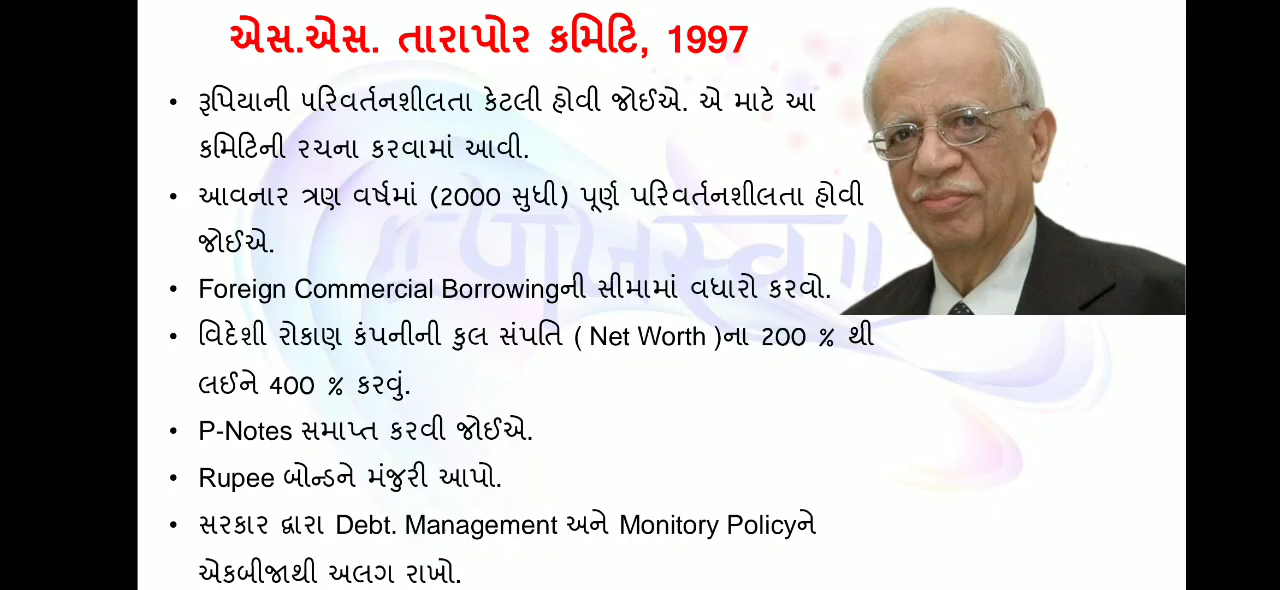 એસ.એસ. તારાપોર કમિટિ, 1997
• રૂપિયાની પરિવર્તનશીલતા કેટલી હોવી જોઈએ. એ માટે આ
કમિટિની રચના કરવામાં આવી.
• આવનાર ત્રણ વર્ષમાં (2000 સુધી) પૂર્ણ પરિવર્તનશીલતા હોવી
જોઈએ.
• Foreign Commercial Borrowingની સીમામાં વધારો કરવો.
• વિદેશી રોકાણ કંપનીની કુલ સંપતિ ( Net Worth )ના 200 % થી
લઈને 400 % કરવું.
• P-Notes સમાપ્ત કરવી જોઈએ.
• Rupee બોન્ડને મંજુરી આપો.
• સરકાર દ્વારા Debt. Management અને Monitory Policyને
એકબીજાથી અલગ રાખો.